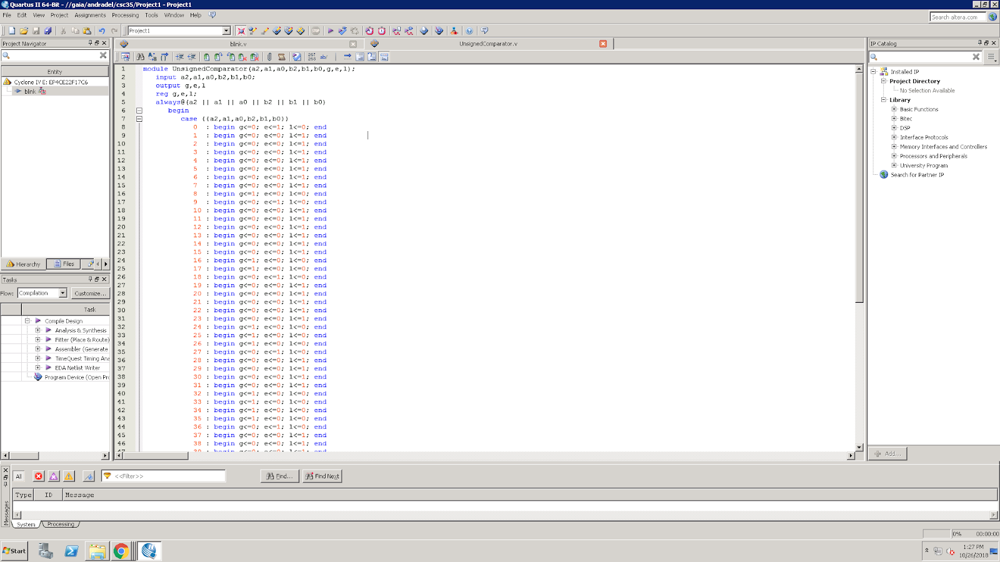 Quartus II 64-Bit - //gaia/andradel/csc35/Project1 - Project1
File Edit View Project Assignments Processing Tools Window Help
Search altera.com
Project1
Project Navigator
Entity
Cyclone IV E: EP4CE22F17C6
blink
Hierarchy Files
Tasks
Flow: Compilation Customize...
Task
Compile Design
Analysis & Synthesis
Fitter (Place & Route)
Assembler (Generate
TimeQuest Timing Ana
EDA Netlist Writer
Program Device (Open Pro
blink.v UnsignedComparator.v
267
268 ab/
1 module UnsignedComparator(a2,a1,a0,b2,b1,b0,g,e,l);
2 input a2,a1,a0,b2,b1,b0;
3 output g,e,l
4 reg g,e,l;
5 always@(a2 || a1 || a0 || b2 || b1 || b0)
6 begin
7 case {{a2,a1,a0,b2,b1,b0}}
8 0 : begin g<=0; e<=1; l<=0; end
9 1 : begin g<=0; e<=0; l<=1; end
10 2 : begin g<=0; e<=0; l<=1; end
11 3 : begin g<=0; e<=0; l<=1; end
12 4 : begin g<=0; e<=0; l<=1; end
13 5 : begin g<=0; e<=0; l<=1; end
14 6 : begin g<=0; e<=0; l<=1; end
15 7 : begin g<=0; e<=0; l<=1; end
16 8 : begin g<=1; e<=0; l<=0; end
17 9 : begin g<=0; e<=1; l<=0; end
18 10 : begin g<=0; e<=0; l<=1; end
19 11 : begin g<=0; e<=0; l<=1; end
20 12 : begin g<=0; e<=0; l<=1; end
21 13 : begin g<=0; e<=0; l<=1; end
22 14 : begin g<=0; e<=0; l<=1; end
23 15 : begin g<=0; e<=0; l<=1; end
24 16 : begin g<=1; e<=0; l<=0; end
25 17 : begin g<=1; e<=0; l<=0; end
26 18 : begin g<=0; e<=1; l<=0; end
27 19 : begin g<=0; e<=0; l<=1; end
28 20 : begin g<=0; e<=0; l<=1; end
29 21 : begin g<=0; e<=0; l<=1; end
30 22 : begin g<=0; e<=0; l<=1; end
31 23 : begin g<=0; e<=0; l<=1; end
32 24 : begin g<=1; e<=0; l<=0; end
33 25 : begin g<=1; e<=0; l<=0; end
34 26 : begin g<=1; e<=0; l<=0; end
35 27 : begin g<=0; e<=1; l<=0; end
36 28 : begin g<=0; e<=0; l<=1; end
37 29 : begin g<=0; e<=0; l<=1; end
38 30 : begin g<=0; e<=0; l<=1; end
39 31 : begin g<=0; e<=0; l<=1; end
40 32 : begin g<=1; e<=0; l<=0; end
41 33 : begin g<=1; e<=0; l<=0; end
42 34 : begin g<=1; e<=0; l<=0; end
43 35 : begin g<=1; e<=0; l<=0; end
44 36 : begin g<=0; e<=1; l<=0; end
45 37 : begin g<=0; e<=0; l<=1; end
46 38 : begin g<=0; e<=0; l<=1; end
IP Catalog
Installed IP
Project Directory
No Selection Available
Library
Basic Functions
Bitec
DSP
Interface Protocols
Memory Interfaces and Controllers
Processors and Peripherals
University Program
Search for Partner IP
Add...
Messages
All <<Filter>> Find... Find Next
Type ID Message
System Processing
0% 00:00:00
Start
1:27 PM
10/26/2018